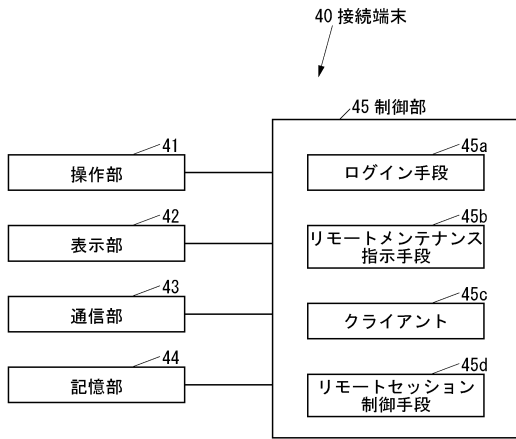 40 接続端末
45 制御部
41
操作部
42
表示部
43
通信部
44
記憶部
45a
ログイン手段
45b
リモートメンテナンス
指示手段
45c
クライアント
45d
リモートセッション
制御手段